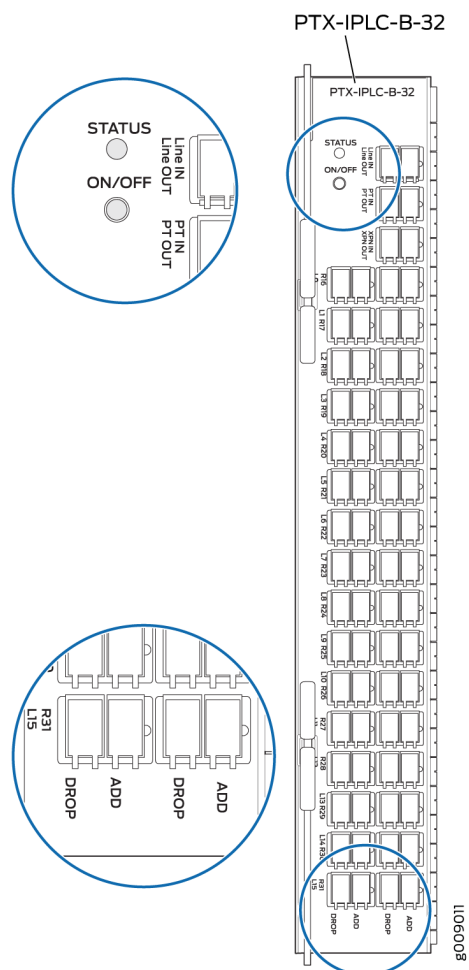 PTX-IPLC-B-32
PTX-IPLC-B-32
STATUS
ON/OFF
Line IN
Line OUT
PT IN
PT OUT
STATUS
ON/OFF
Line IN
Line OUT
PT IN
PT OUT
XPN IN
XPN OUT
R16
L1 R17
L2 R18
L3 R19
L4 R20
L5 R21
L6 R22
L7 R23
L8 R24
L9 R25
L10 R26
R27
R28
L13 R29
L14 R30
R31
L15
DROP
ADD
DROP
ADD
R31
L15
DROP
ADD
DROP
ADD
g006011